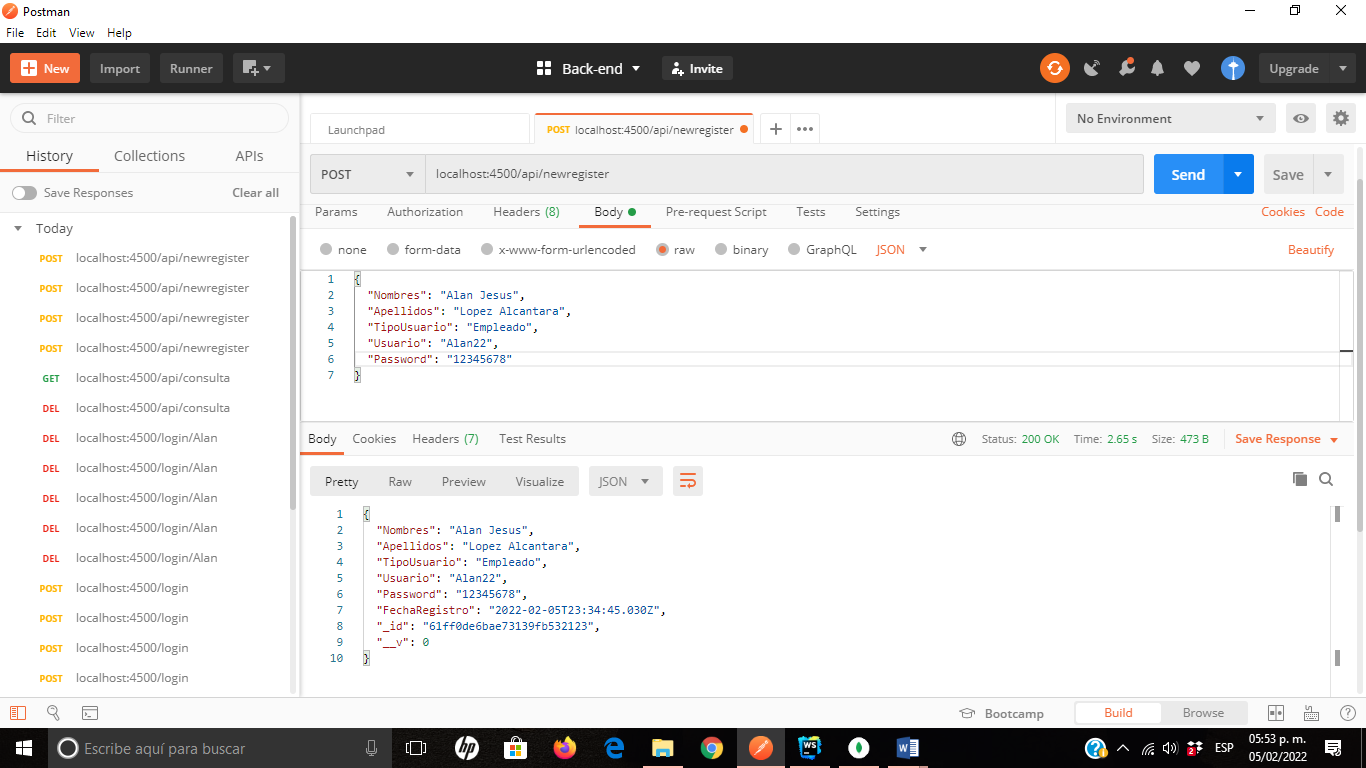 Postman
File Edit View Help
New Import Runner Back-end Invite Upgrade
Filter
History Collections APIs
Save Responses Clear all
Today
POST localhost:4500/api/newregister
POST localhost:4500/api/newregister
POST localhost:4500/api/newregister
POST localhost:4500/api/newregister
GET localhost:4500/api/consulta
DEL localhost:4500/api/consulta
DEL localhost:4500/login/Alan
DEL localhost:4500/login/Alan
DEL localhost:4500/login/Alan
DEL localhost:4500/login/Alan
DEL localhost:4500/login/Alan
POST localhost:4500/login
POST localhost:4500/login
POST localhost:4500/login
POST localhost:4500/login
Launchpad POST localhost:4500/api/newregister No Environment
POST localhost:4500/api/newregister Send Save
Params Authorization Headers (8) Body Pre-request Script Tests Settings Cookies Code
none form-data x-www-form-urlencoded raw binary GraphQL JSON Beautify
1 {
2 "Nombres": "Alan Jesus",
3 "Apellidos": "Lopez Alcantara",
4 "TipoUsuario": "Empleado",
5 "Usuario": "Alan22",
6 "Password": "12345678"
7 }
Body Cookies Headers (7) Test Results Status: 200 OK Time: 2.65 s Size: 473 B Save Response
Pretty Raw Preview Visualize JSON
1 {
2 "Nombres": "Alan Jesus",
3 "Apellidos": "Lopez Alcantara",
4 "TipoUsuario": "Empleado",
5 "Usuario": "Alan22",
6 "Password": "12345678",
7 "FechaRegistro": "2022-02-05T23:34:45.030Z",
8 "_id": "61ff0de6bae73139fb532123",
9 "__v": 0
10 }
Bootcamp Build Browse
Escribe aquí para buscar
hp
WS
W
2
ESP
05:53 p. m.
05/02/2022